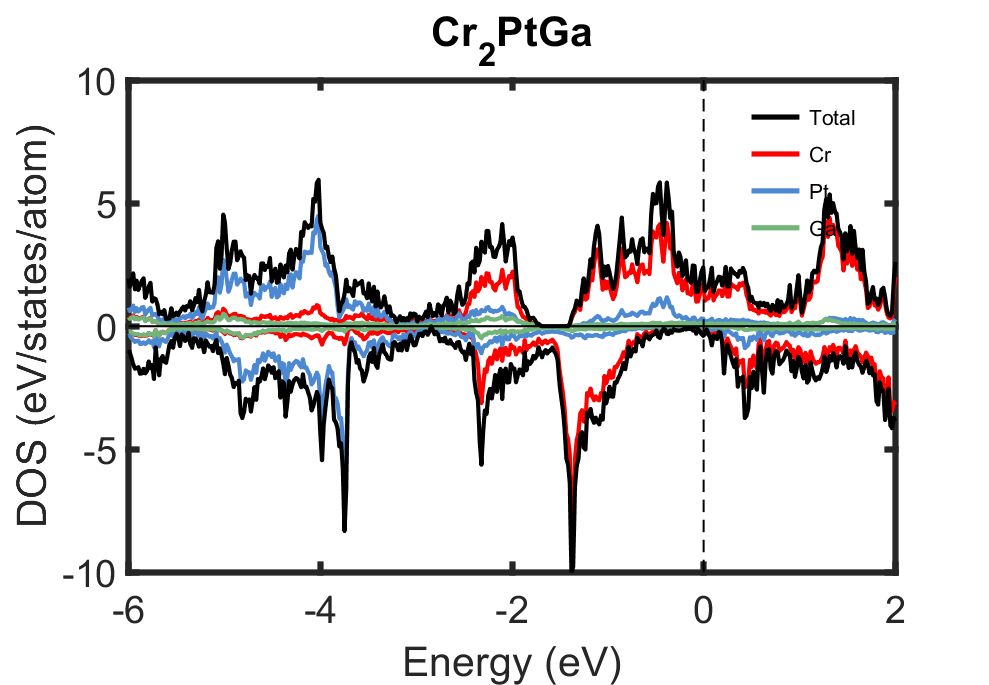 Cr2PtGa
DOS (eV/states/atom)
10
5
0
-5
-10
Total
Cr
Pt
Ga
-6 -4 -2 0 2
Energy (eV)